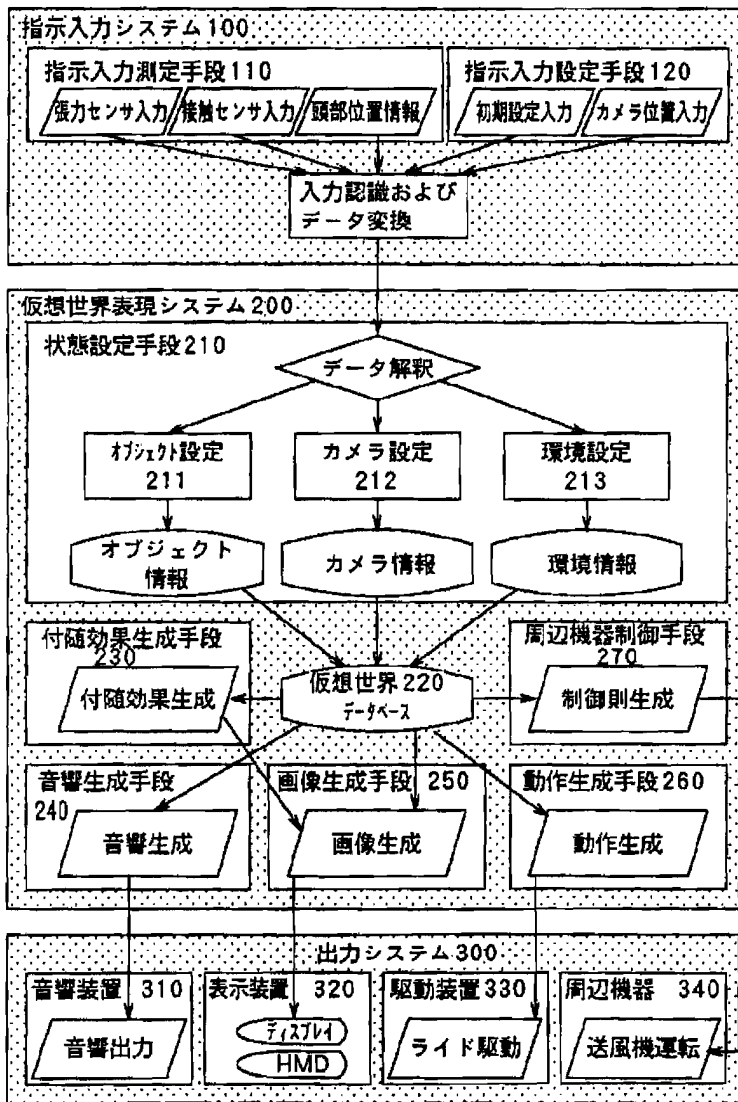 指示入力システム100
指示入力測定手段110
張力センサ入力
接触センサ入力
頭部位置情報
指示入力設定手段120
初期設定入力
カメラ位置入力
入力認識および
データ変換
仮想世界表現システム200
状態設定手段210
データ解釈
オブジェクト設定
211
カメラ設定
212
環境設定
213
オブジェクト
情報
カメラ情報
環境情報
付随効果生成手段
230
付随効果生成
仮想世界220
データベース
周辺機器制御手段
270
制御則生成
音響生成手段
240
音響生成
画像生成手段 250
画像生成
動作生成手段260
動作生成
出力システム300
音響装置 310
音響出力
表示装置 320
ディスプレイ
HMD
駆動装置330
ライド駆動
周辺機器 340
送風機運転